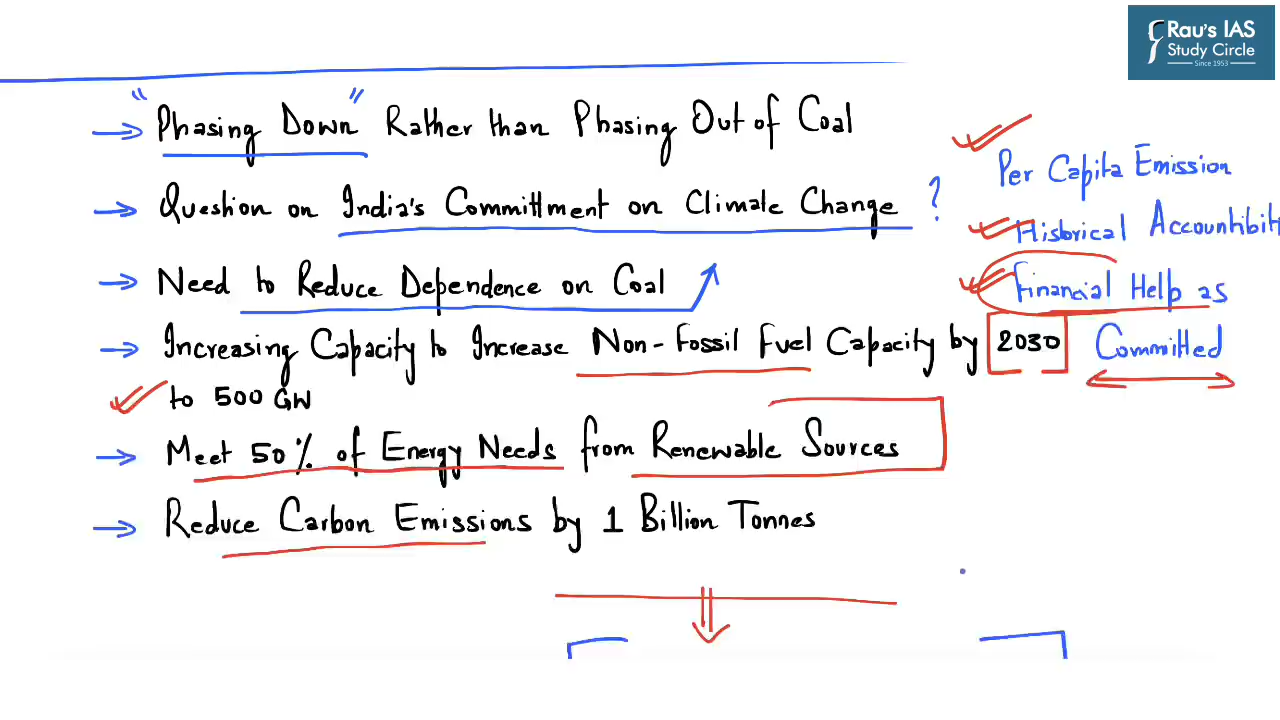 Rau's IAS
Study Circle
Since 1953
"Phasing Down" Rather than Phasing Out of Coal
Question on India's Committment on Climate Change ?
Need to Reduce Dependence on Coal
Increasing Capacity to Increase Non-Fossil Fuel Capacity by 2030
to 500 GW
Meet 50% of Energy Needs from Renewable Sources
Reduce Carbon Emissions by 1 Billion Tonnes
Per Capita Emission
Historical Accountibilt
Financial Help as
Committed